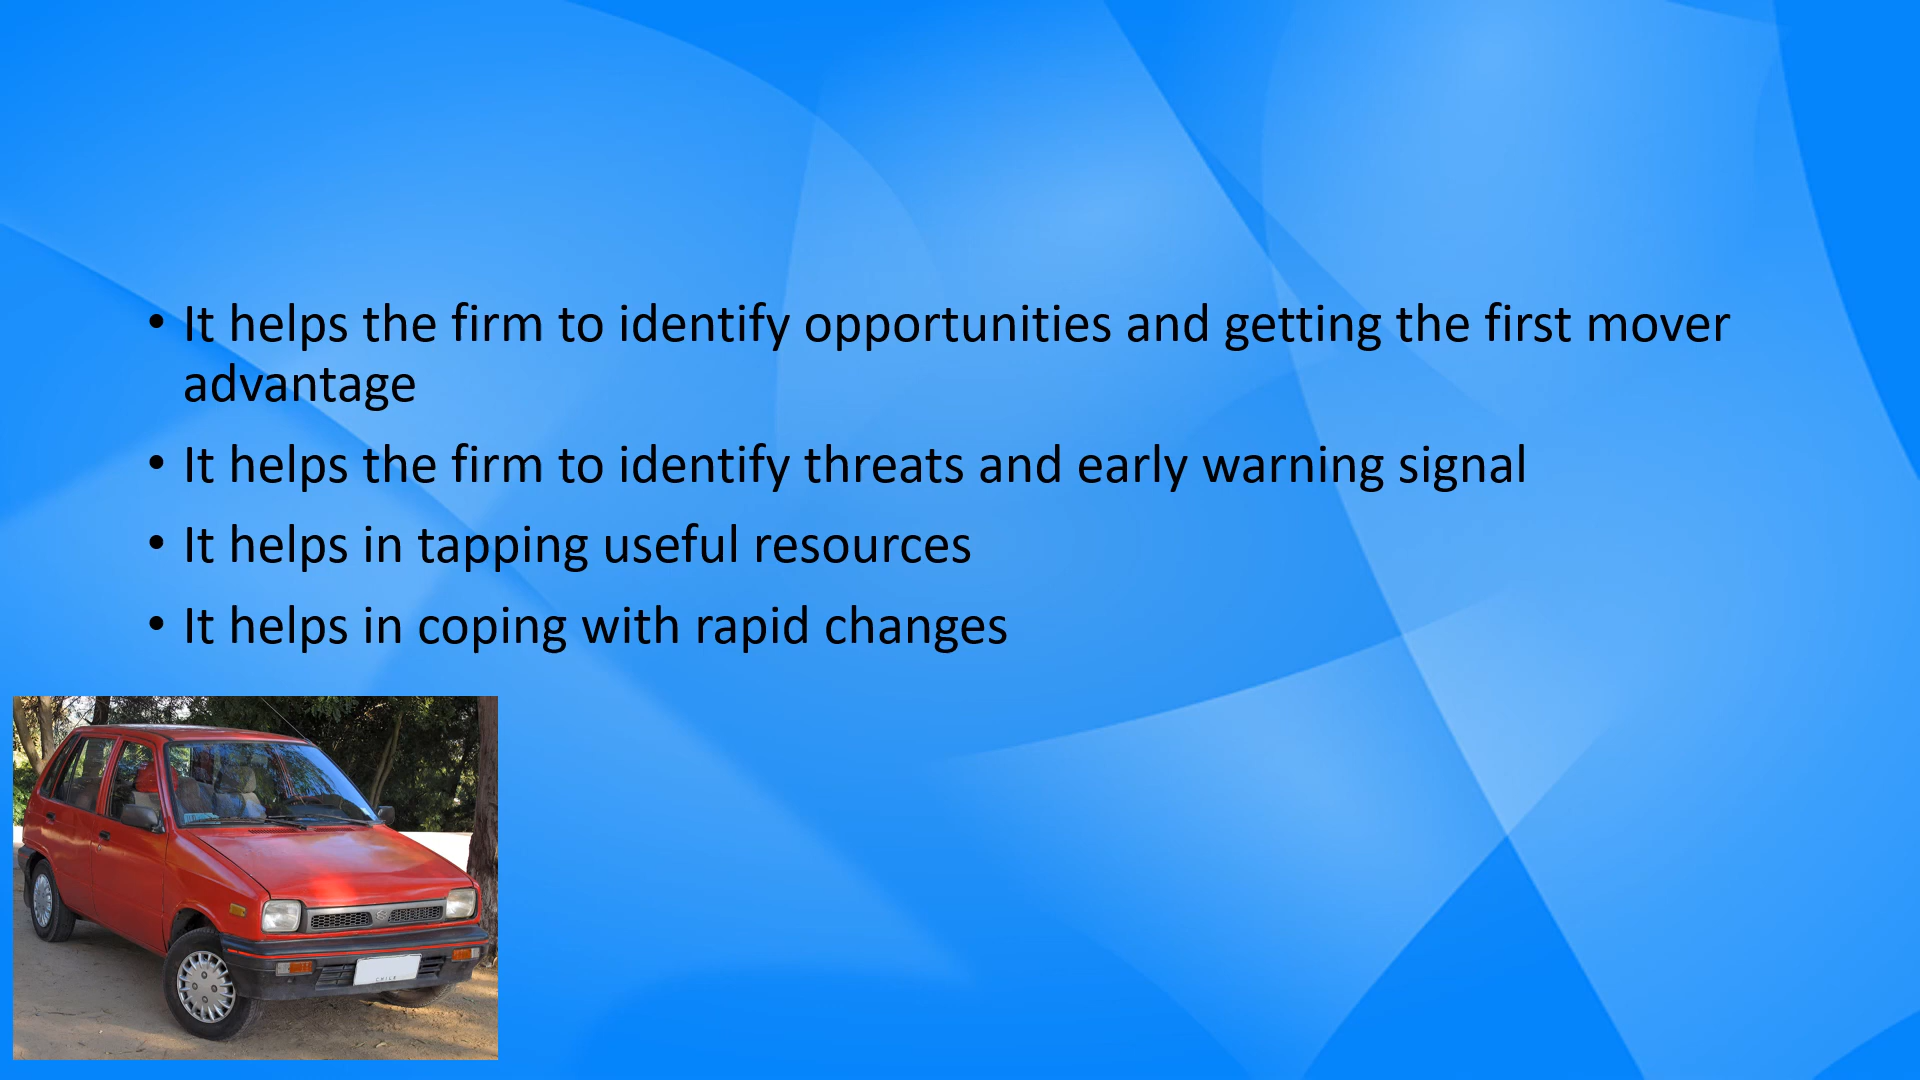 • It helps the firm to identify opportunities and getting the first mover
advantage
• It helps the firm to identify threats and early warning signal
• It helps in tapping useful resources
• It helps in coping with rapid changes
CHILE